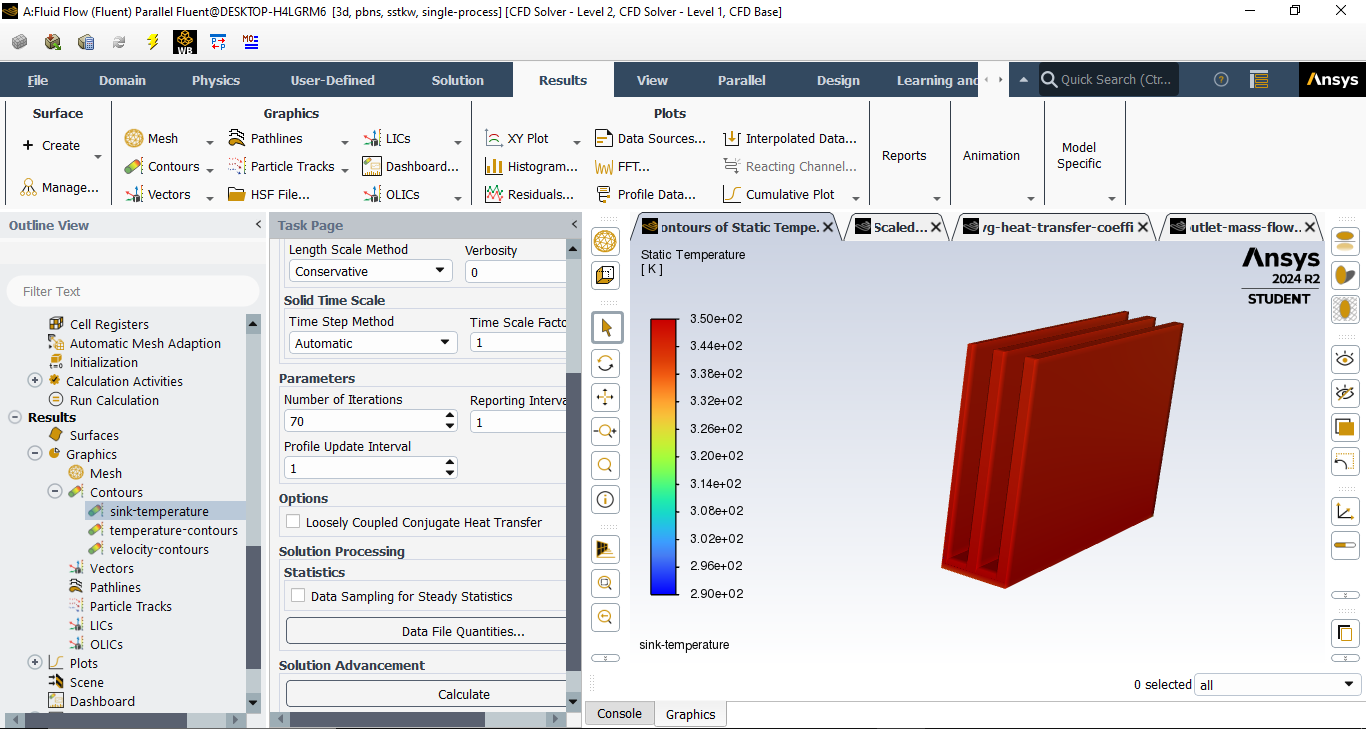 A:Fluid Flow (Fluent) Parallel Fluent@DESKTOP-H4LGRM6 [3d, pbns, sstkw, single-process] [CFD Solver - Level 2, CFD Solver - Level 1, CFD Base]
WB
File Domain Physics User-Defined Solution Results View Parallel Design Learning and Quick Search (Ctr... Ansys
Surface Graphics Plots
Create Mesh Pathlines LICs XY Plot Data Sources... Interpolated Data...
Contours Particle Tracks Dashboard... Histogram... FFT... Reacting Channel...
Manage... Vectors HSF File... OLICs Residuals... Profile Data... Cumulative Plot
Reports
Animation
Model
Specific
Outline View
Filter Text
Cell Registers
Automatic Mesh Adaption
Initialization
Calculation Activities
Run Calculation
Results
Surfaces
Graphics
Mesh
Contours
sink-temperature
temperature-contours
velocity-contours
Vectors
Pathlines
Particle Tracks
LICs
OLICs
Plots
Scene
Dashboard
Task Page
Length Scale Method Verbosity
Conservative 0
Solid Time Scale
Time Step Method Time Scale Facto
Automatic 1
Parameters
Number of Iterations Reporting Interva
70 1
Profile Update Interval
1
Options
Loosely Coupled Conjugate Heat Transfer
Solution Processing
Statistics
Data Sampling for Steady Statistics
Data File Quantities...
Solution Advancement
Calculate
ontours of Static Tempe. Scaled... vg-heat-transfer-coeffi utlet-mass-flow..
Static Temperature
[ K ]
Ansys
2024 R2
STUDENT
3.50e+02
3.44e+02
3.38e+02
3.32e+02
3.26e+02
3.20e+02
3.14e+02
3.08e+02
3.02e+02
2.96e+02
2.90e+02
sink-temperature
0 selected all
Console Graphics